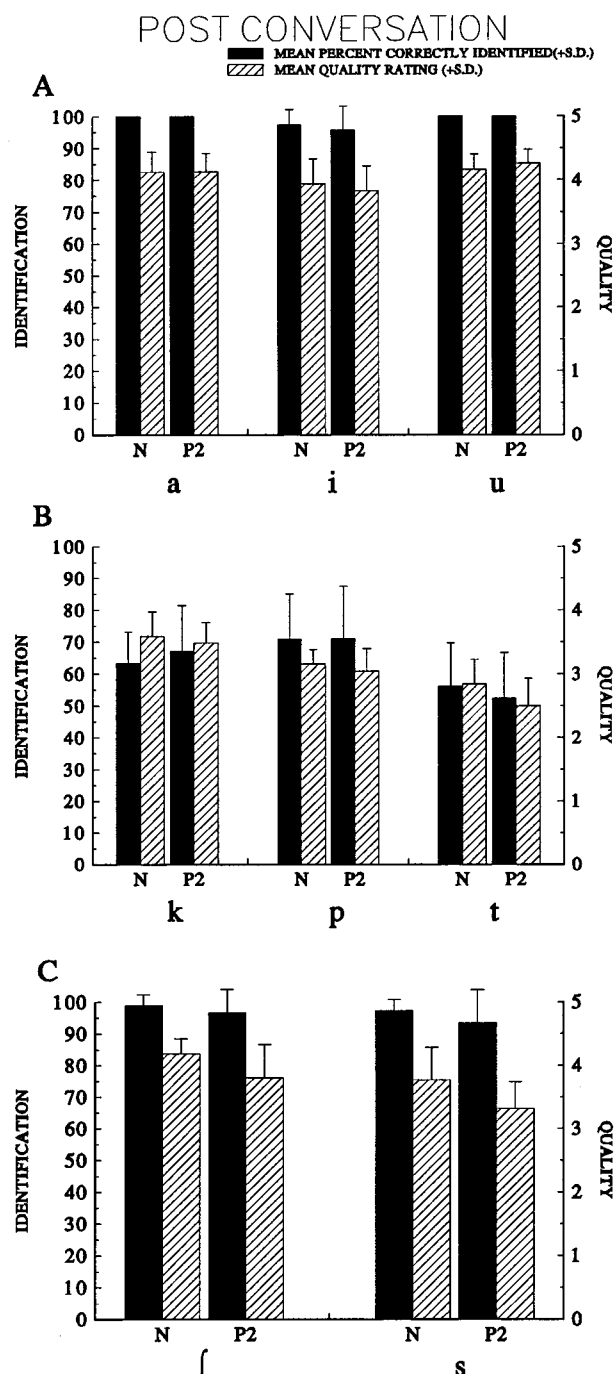 POST CONVERSATION
MEAN PERCENT CORRECTLY IDENTIFIED(+S.D.)
MEAN QUALITY RATING (+S.D.)
A
100
90
80
70
60
50
40
30
20
10
0
IDENTIFICATION
5
4
3
2
1
0
QUALITY
N P2 N P2 N P2
a i u
B
100
90
80
70
60
50
40
30
20
10
0
IDENTIFICATION
5
4
3
2
1
0
QUALITY
N P2 N P2 N P2
k p t
C
100
90
80
70
60
50
40
30
20
10
0
IDENTIFICATION
5
4
3
2
1
0
QUALITY
N P2 N P2
ʃ s